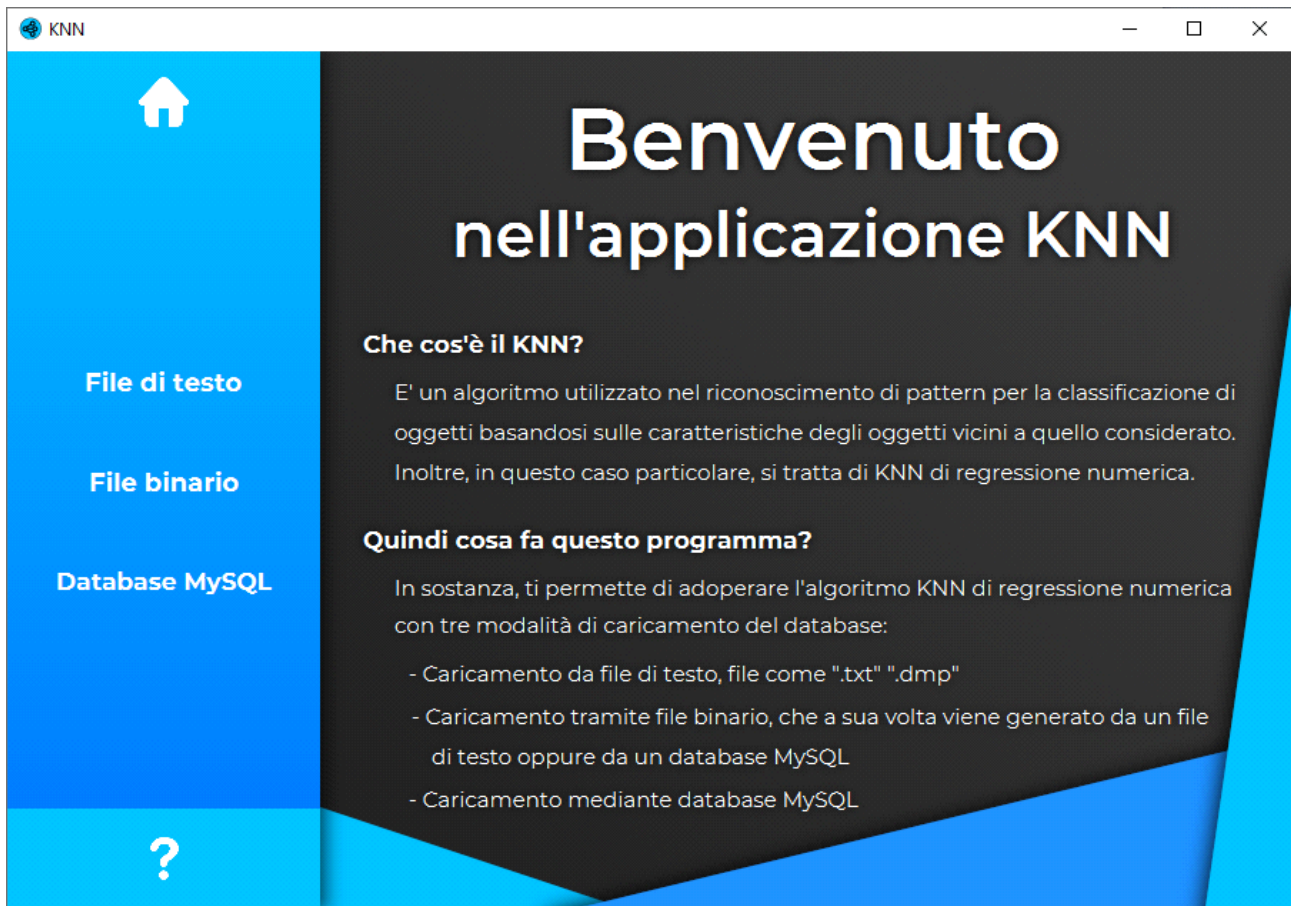 KNN
Benvenuto
nell'applicazione KNN
File di testo
File binario
Database MySQL
?
Che cos'è il KNN?
E' un algoritmo utilizzato nel riconoscimento di pattern per la classificazione di
oggetti basandosi sulle caratteristiche degli oggetti vicini a quello considerato.
Inoltre, in questo caso particolare, si tratta di KNN di regressione numerica.
Quindi cosa fa questo programma?
In sostanza, ti permette di adoperare l'algoritmo KNN di regressione numerica
con tre modalità di caricamento del database:
- Caricamento da file di testo, file come ".txt" ".dmp"
- Caricamento tramite file binario, che a sua volta viene generato da un file
di testo oppure da un database MySQL
- Caricamento mediante database MySQL